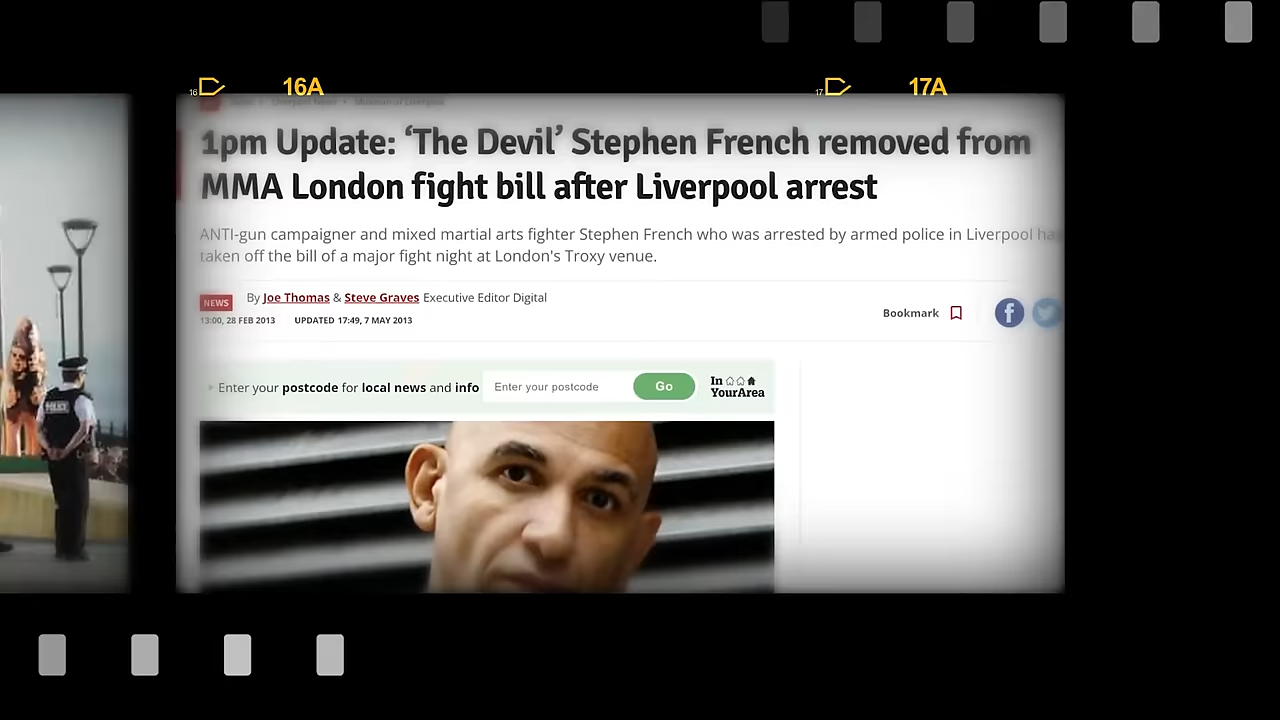 16 16A 17 17A
1pm Update: ‘The Devil’ Stephen French removed from
MMA London fight bill after Liverpool arrest
ANTI-gun campaigner and mixed martial arts fighter Stephen French who was arrested by armed police in Liverpool has
taken off the bill of a major fight night at London's Troxy venue.
NEWS By Joe Thomas & Steve Graves Executive Editor Digital
13:00, 28 FEB 2013 UPDATED 17:49, 7 MAY 2013
Bookmark
Enter your postcode for local news and info Enter your postcode Go In
YourArea
POLICE